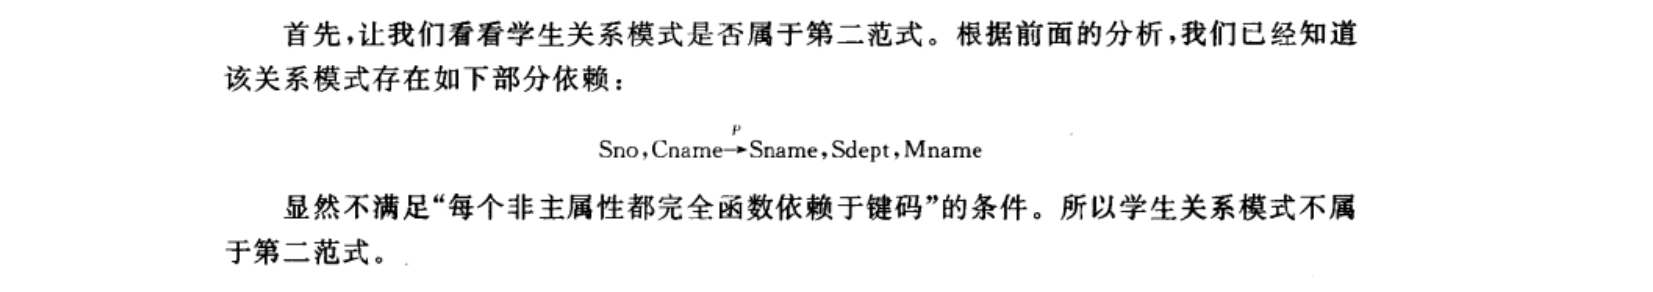 首先,让我们看看学生关系模式是否属于第二范式。根据前面的分析,我们已经知道
该关系模式存在如下部分依赖:
P
Sno,Cname→Sname,Sdept,Mname
显然不满足“每个非主属性都完全函数依赖于键码”的条件。所以学生关系模式不属
于第二范式。